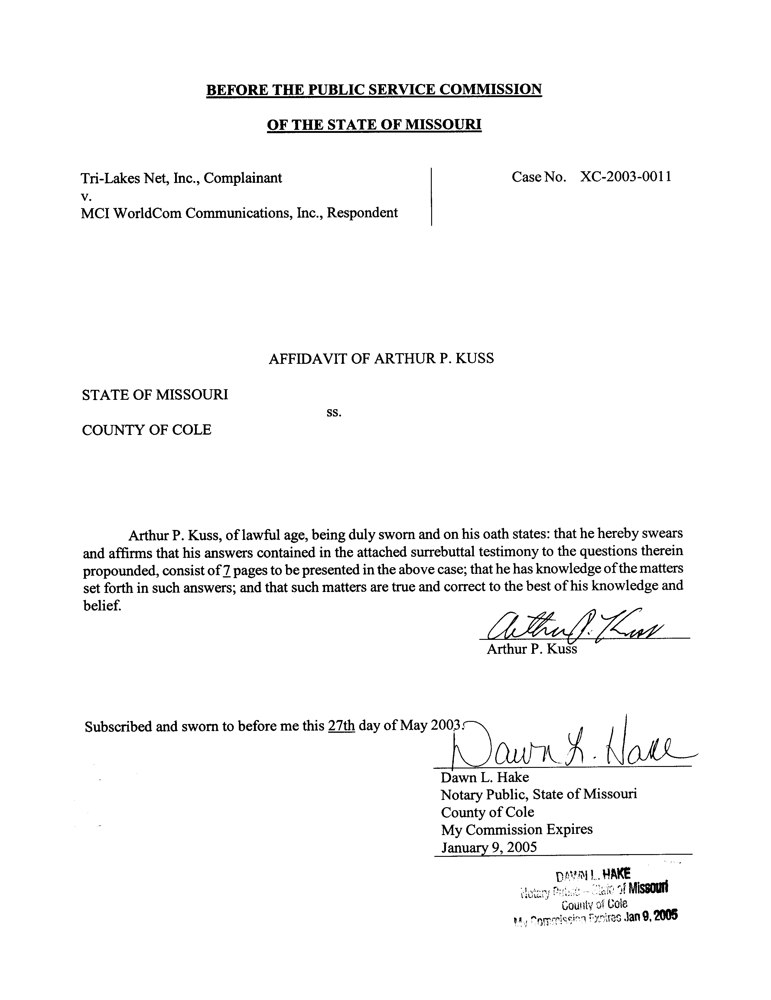 BEFORE THE PUBLIC SERVICE COMMISSION
OF THE STATE OF MISSOURI
Tri-Lakes Net, Inc., Complainant
v.
MCI WorldCom Communications, Inc., Respondent
Case No. XC-2003-0011
AFFIDAVIT OF ARTHUR P. KUSS
STATE OF MISSOURI
ss.
COUNTY OF COLE
Arthur P. Kuss, of lawful age, being duly sworn and on his oath states: that he hereby swears
and affirms that his answers contained in the attached surrebuttal testimony to the questions therein
propounded, consist of 7 pages to be presented in the above case; that he has knowledge of the matters
set forth in such answers; and that such matters are true and correct to the best of his knowledge and
belief.
Arthur P. Kuss
Arthur P. Kuss
Subscribed and sworn to before me this 27th day of May 2003.
Dawn L. Hake
Dawn L. Hake
Notary Public, State of Missouri
County of Cole
My Commission Expires
January 9, 2005
DAWN L. HAKE
Notary Public – State of Missouri
County of Cole
My Commission Expires Jan 9, 2005